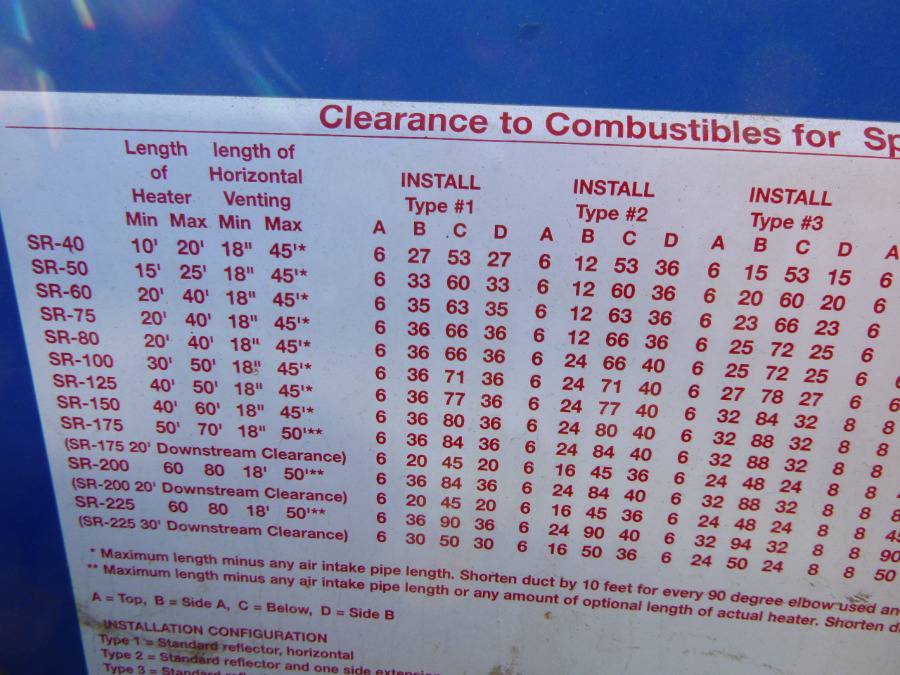 Clearance to Combustibles for
Length length of
of Horizontal INSTALL INSTALL INSTALL
Heater Venting Type #1 Type #2 Type #3
Min Max Min Max A B C D A B C D A B C D A
SR-40 10' 20' 18" 45'* 6 27 53 27 6 12 53 36 6 15 53 15 6
SR-50 15' 25' 18" 45'* 6 33 60 33 6 12 60 36 6 20 60 20 6
SR-60 20' 40' 18" 45'* 6 35 63 35 6 12 63 36 6 23 66 23 6
SR-75 20' 40' 18" 45'* 6 36 66 36 6 12 66 36 6 25 72 25 6
SR-80 20' 40' 18" 45'* 6 36 66 36 6 24 66 40 6 25 72 25 6
SR-100 30' 50' 18" 45'* 6 36 71 36 6 24 71 40 6 27 78 27 6
SR-125 40' 50' 18" 45'* 6 36 77 36 6 24 77 40 6 32 84 32 8
SR-150 40' 60' 18" 45'* 6 36 80 36 6 24 80 40 6 32 88 32 8
SR-175 50' 70' 18" 50'** 6 36 84 36 6 24 84 40 6 32 88 32 8
(SR-175 20' Downstream Clearance) 6 20 45 20 6 16 45 36 6 24 48 24 8 8
SR-200 60 80 18' 50'** 6 36 84 36 6 24 84 40 6 32 88 32 8 8
(SR-200 20' Downstream Clearance) 6 20 45 20 6 16 45 36 6 24 48 24 8 8
SR-225 60 80 18' 50'** 6 36 90 36 6 24 90 40 6 32 94 32 8 8 90
(SR-225 30' Downstream Clearance) 6 30 50 30 6 16 50 36 6 24 50 24 8 8 50
* Maximum length minus any air intake pipe length. Shorten duct by 10 feet for every 90 degree elbow used
** Maximum length minus any air intake pipe length or any amount of optional length of actual heater. Shorten
A = Top, B = Side A, C = Below, D = Side B
INSTALLATION CONFIGURATION
Type 1 = Standard reflector, horizontal
Type 2 = Standard reflector and one side
Type 3 = Standard